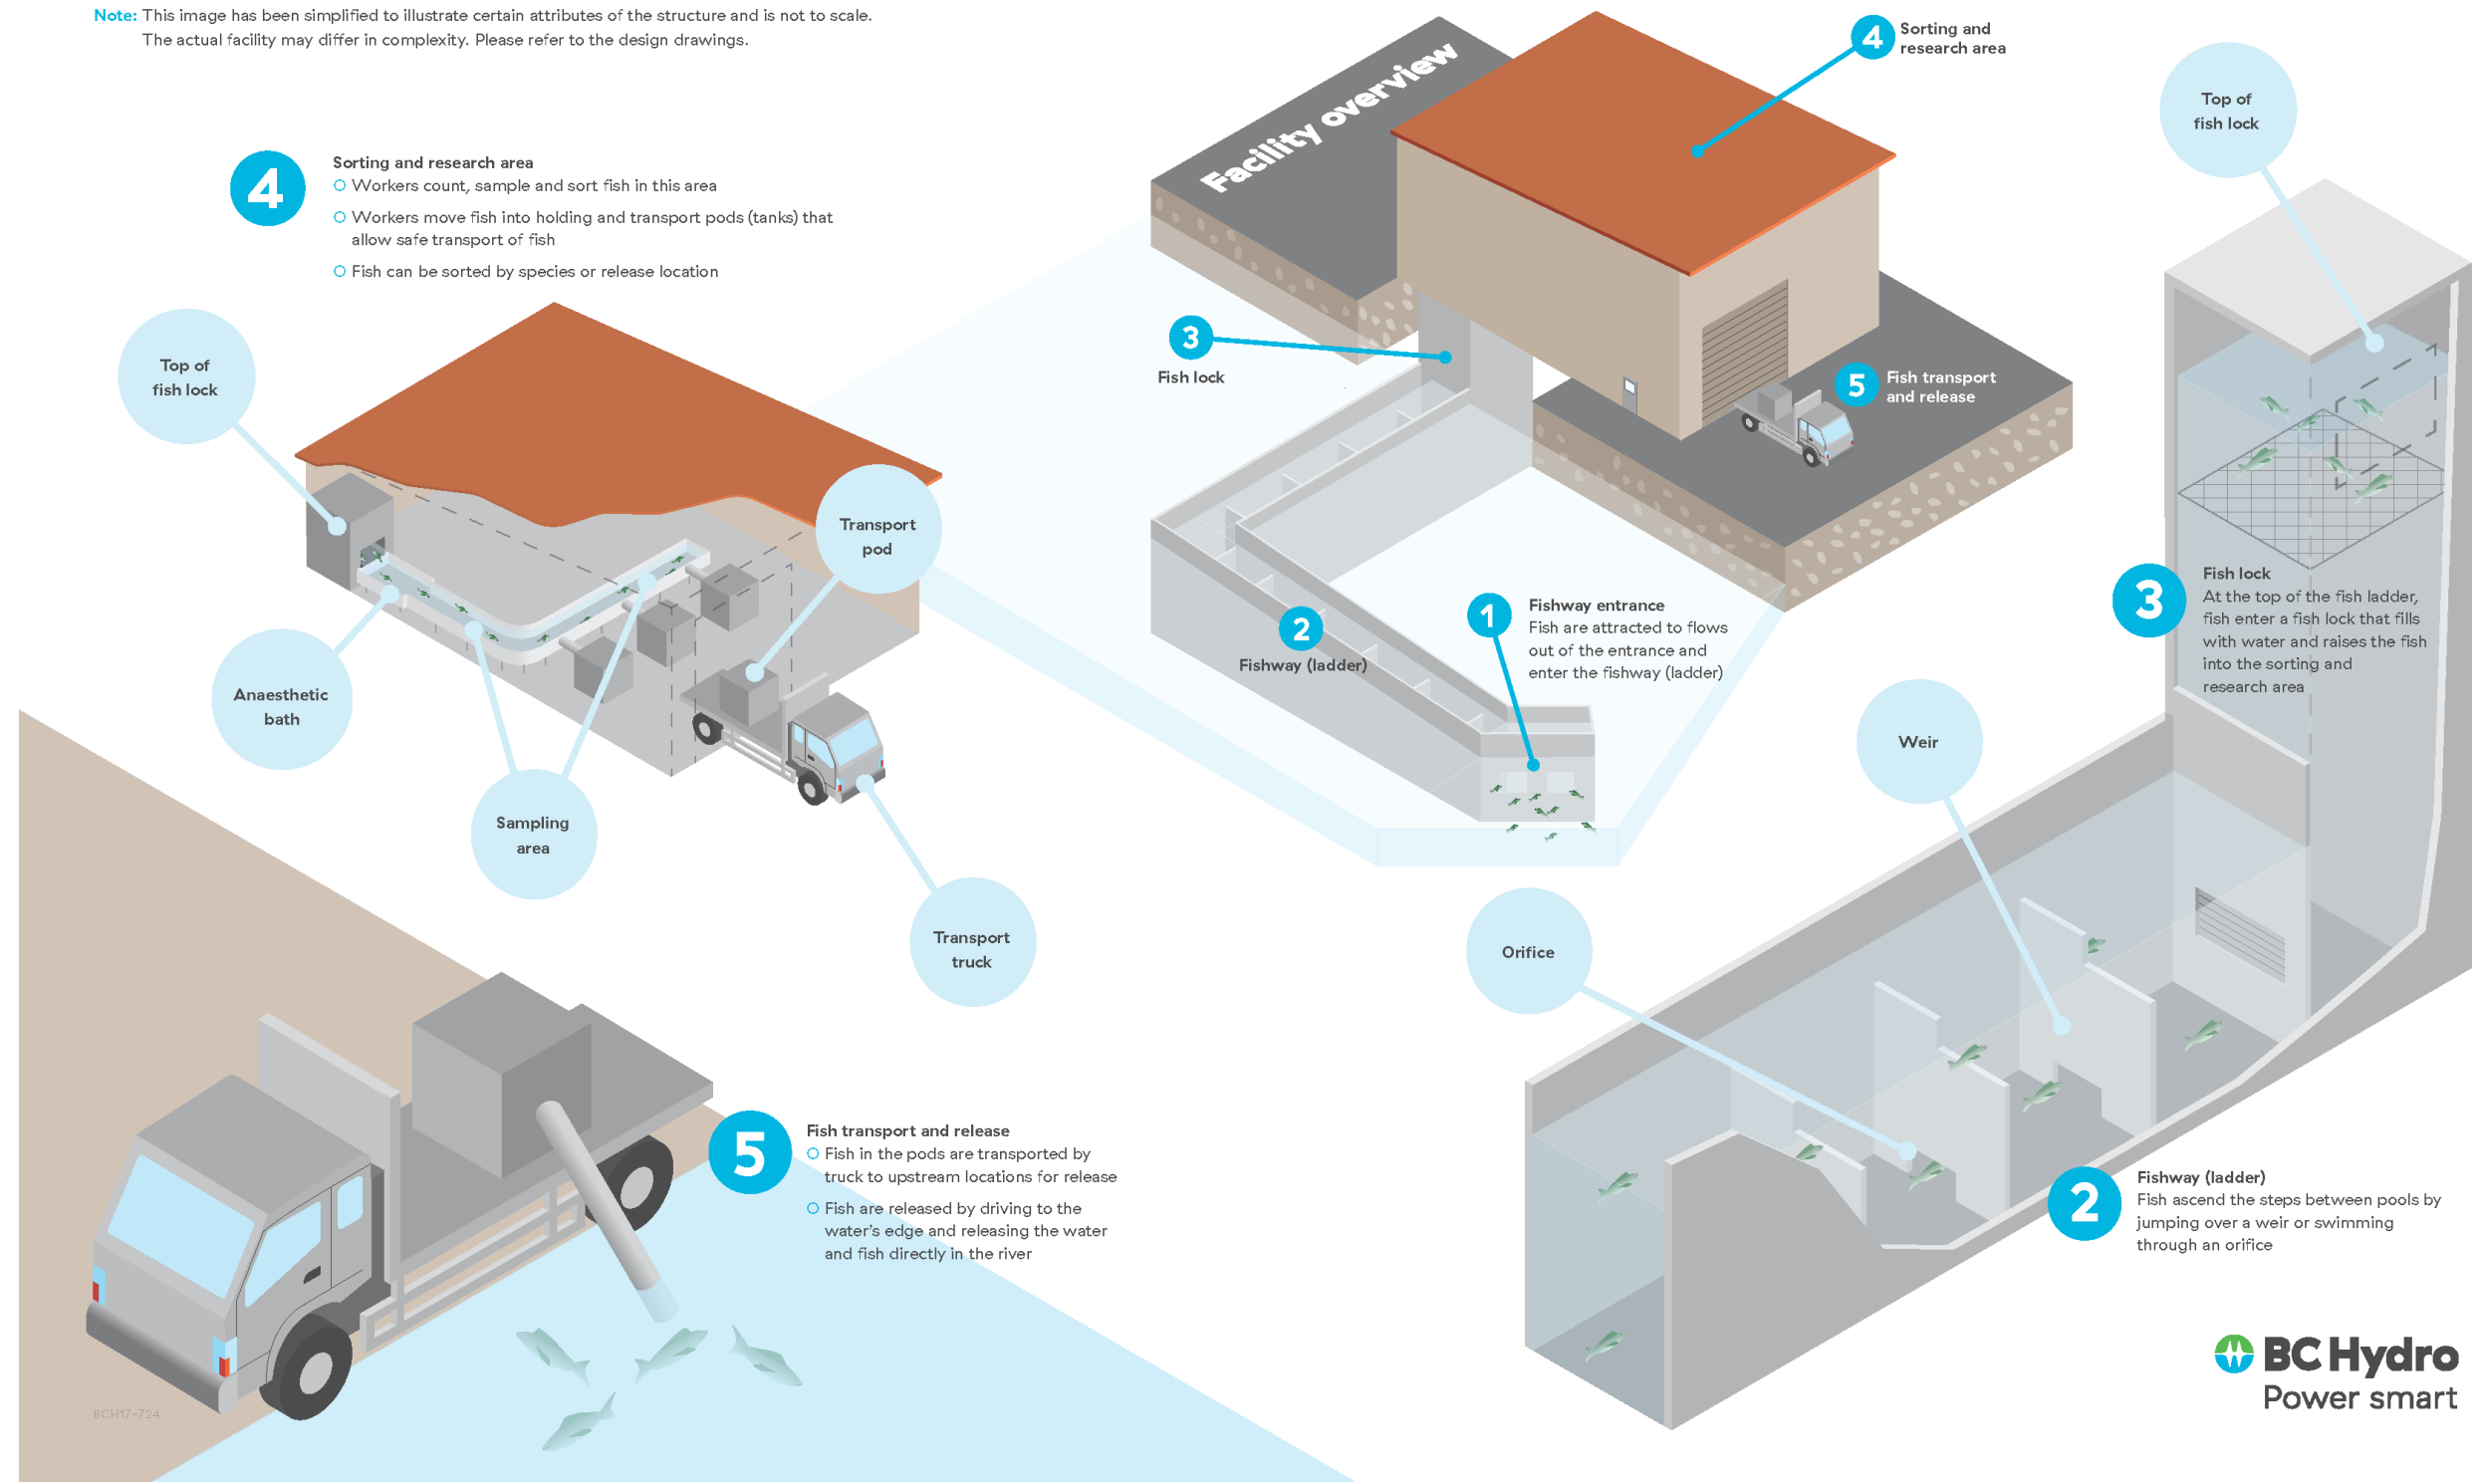 Note: This image has been simplified to illustrate certain attributes of the structure and is not to scale.
The actual facility may differ in complexity. Please refer to the design drawings.
Facility overview
4
Sorting and
research area
3
Fish lock
5
Fish transport
and release
2
Fishway (ladder)
1
Fishway entrance
Fish are attracted to flows
out of the entrance and
enter the fishway (ladder)
4
Sorting and research area
Workers count, sample and sort fish in this area
Workers move fish into holding and transport pods (tanks) that
allow safe transport of fish
Fish can be sorted by species or release location
Top of
fish lock
Transport
pod
Anaesthetic
bath
Sampling
area
Transport
truck
Top of
fish lock
3
Fish lock
At the top of the fish ladder,
fish enter a fish lock that fills
with water and raises the fish
into the sorting and
research area
Weir
Orifice
2
Fishway (ladder)
Fish ascend the steps between pools by
jumping over a weir or swimming
through an orifice
5
Fish transport and release
Fish in the pods are transported by
truck to upstream locations for release
Fish are released by driving to the
water's edge and releasing the water
and fish directly in the river
BCH17-724
BC Hydro
Power smart